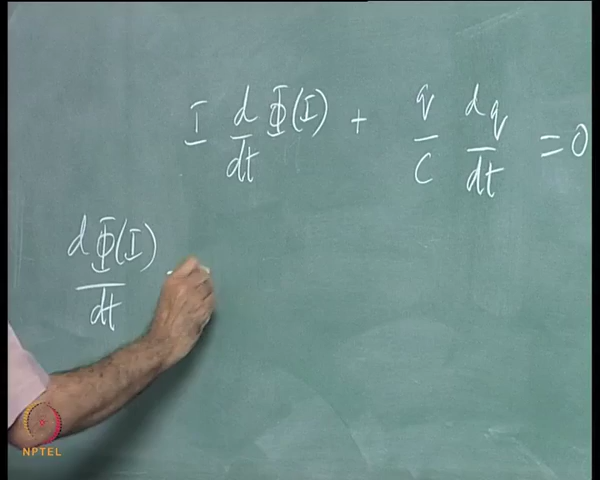 I d/dt Φ(I) + q/C dq/dt = 0
dΦ(I)/dt
NPTEL